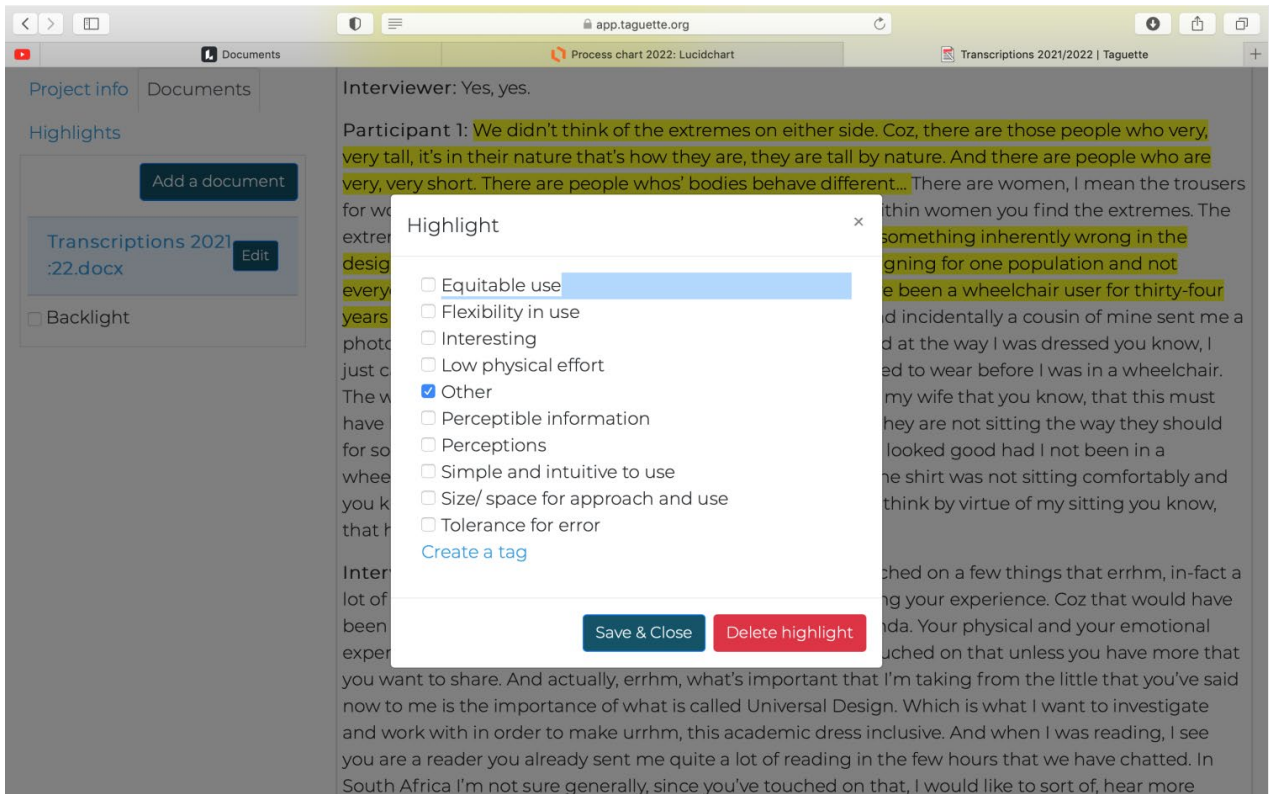 app.taguette.org
Documents
Process chart 2022: Lucidchart
Transcriptions 2021/2022 | Taguette
Project info
Documents
Highlights
Add a document
Transcriptions 2021
:22.docx
Edit
Backlight
Interviewer: Yes, yes.
Participant 1: We didn't think of the extremes on either side. Coz, there are those people who very,
very tall, it's in their nature that's how they are, they are tall by nature. And there are people who are
very, very short. There are people whos' bodies behave different... There are women, I mean the trousers
for ithin women you find the extremes. The
something inherently wrong in the
gning for one population and not
e been a wheelchair user for thirty-four
years d incidentally a cousin of mine sent me a
d at the way I was dressed you know, I
just ed to wear before I was in a wheelchair.
The my wife that you know, that this must
have hey are not sitting the way they should
for looked good had I not been in a
he shirt was not sitting comfortably and
you think by virtue of my sitting you know,
that
ched on a few things that errhm, in-fact a
lot of ng your experience. Coz that would have
been nda. Your physical and your emotional
uched on that unless you have more that
you want to share. And actually, errhm, what's important that I'm taking from the little that you've said
now to me is the importance of what is called Universal Design. Which is what I want to investigate
and work with in order to make urrhm, this academic dress inclusive. And when I was reading, I see
you are a reader you already sent me quite a lot of reading in the few hours that we have chatted. In
South Africa I'm not sure generally, since you've touched on that, I would like to sort of, hear more
Highlight
×
Equitable use
Flexibility in use
Interesting
Low physical effort
Other
Perceptible information
Perceptions
Simple and intuitive to use
Size/ space for approach and use
Tolerance for error
Create a tag
Save & Close
Delete highlight